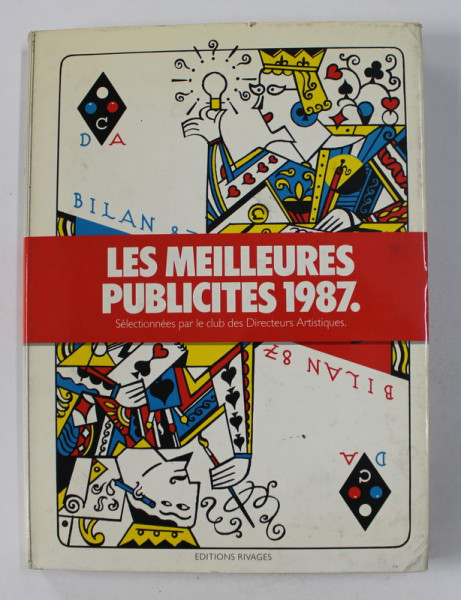 D A
BILAN 87
LES MEILLEURES
PUBLICITES 1987.
Sélectionnées par le club des Directeurs Artistiques.
BILAN 87
D A
EDITIONS RIVAGES